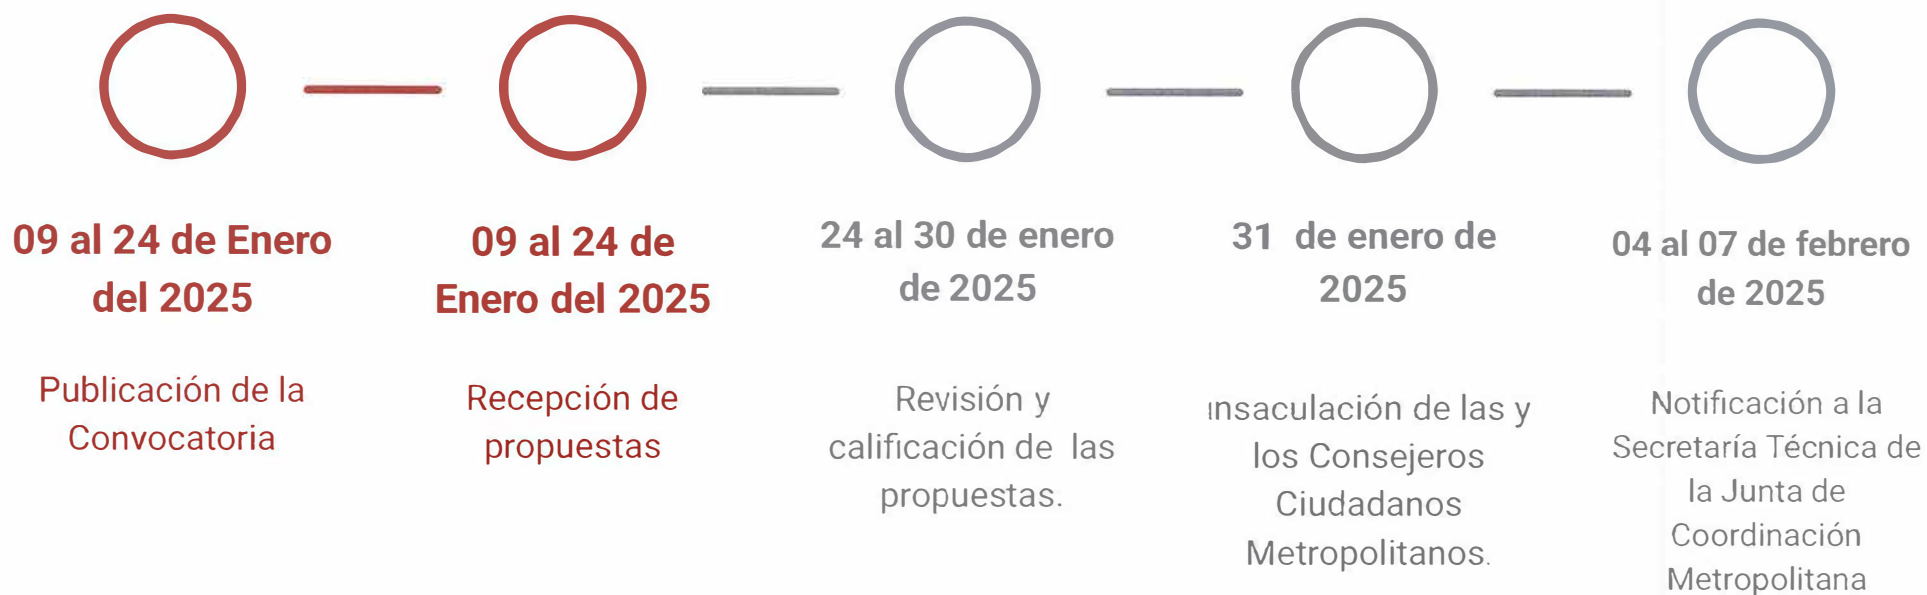 09 al 24 de Enero
del 2025
Publicación de la
Convocatoria
09 al 24 de
Enero del 2025
Recepción de
propuestas
24 al 30 de enero
de 2025
Revisión y
calificación de las
propuestas.
31 de enero de
2025
ınsaculación de las y
los Consejeros
Ciudadanos
Metropolitanos.
04 al 07 de febrero
de 2025
Notificación a la
Secretaría Técnica de
la Junta de
Coordinación
Metropolitana